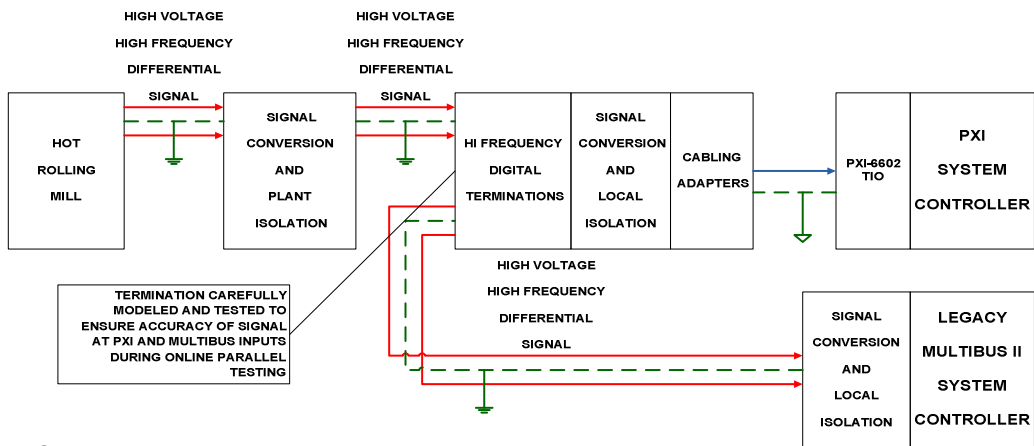 HIGH VOLTAGE
HIGH FREQUENCY
DIFFERENTIAL
SIGNAL
HIGH VOLTAGE
HIGH FREQUENCY
DIFFERENTIAL
SIGNAL
HOT
ROLLING
MILL
SIGNAL
CONVERSION
AND
PLANT
ISOLATION
HI FREQUENCY
DIGITAL
TERMINATIONS
SIGNAL
CONVERSION
AND
LOCAL
ISOLATION
CABLING
ADAPTERS
PXI-6602
TIO
PXI
SYSTEM
CONTROLLER
TERMINATION CAREFULLY
MODELED AND TESTED TO
ENSURE ACCURACY OF SIGNAL
AT PXI AND MULTIBUS INPUTS
DURING ONLINE PARALLEL
TESTING
HIGH VOLTAGE
HIGH FREQUENCY
DIFFERENTIAL
SIGNAL
SIGNAL
CONVERSION
AND
LOCAL
ISOLATION
LEGACY
MULTIBUS II
SYSTEM
CONTROLLER